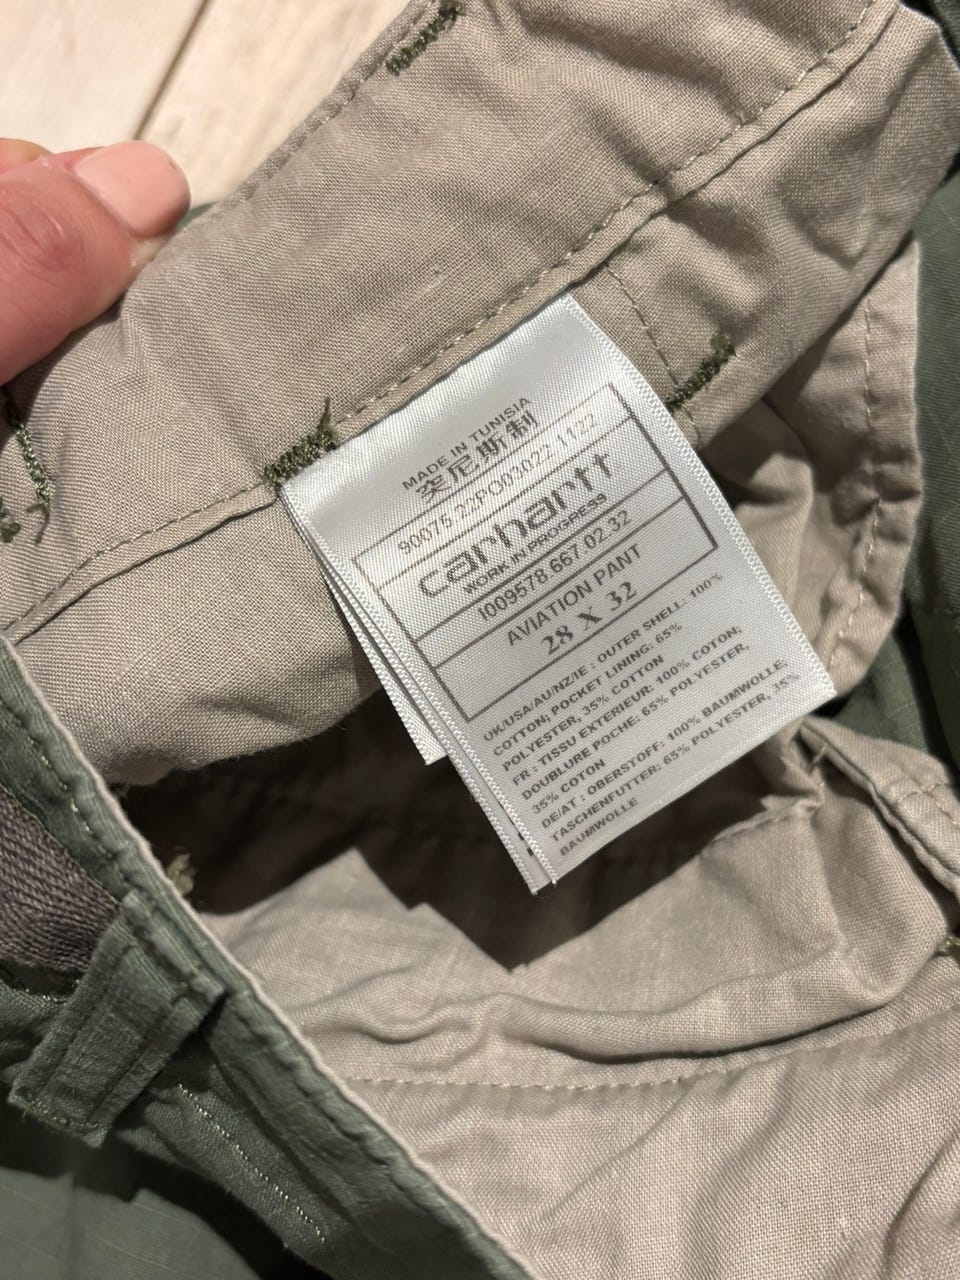 MADE IN TUNISIA
突尼斯制
90075.22PO03022.1122
carhartt
WORK IN PROGRESS
I009578.667.02.32
AVIATION PANT
28 X 32
UK/USA/AU/NZ/IE : OUTER SHELL: 100%
COTTON; POCKET LINING: 65%
POLYESTER, 35% COTTON
FR : TISSU EXTERIEUR: 100% COTON;
DOUBLURE POCHE: 65% POLYESTER,
35% COTON
DE/AT : OBERSTOFF: 100% BAUMWOLLE;
TASCHENFUTTER: 65% POLYESTER, 35%
BAUMWOLLE